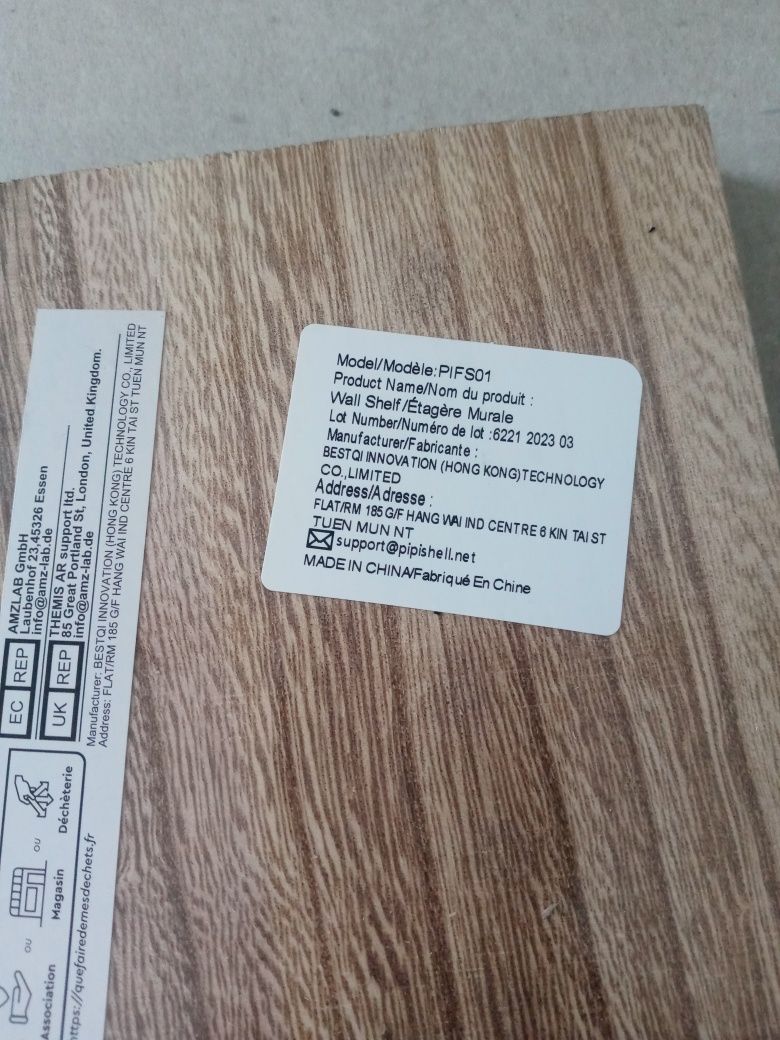 Model/Modèle:PIFS01
Product Name/Nom du produit :
Wall Shelf/Étagère Murale
Lot Number/Numéro de lot :6221 2023 03
Manufacturer/Fabricante :
BESTQI INNOVATION (HONG KONG)TECHNOLOGY
CO.,LIMITED
Address/Adresse :
FLAT/RM 185 G/F HANG WAI IND CENTRE 6 KIN TAI ST
TUEN MUN NT
support@pipishell.net
MADE IN CHINA/Fabriqué En Chine
EC REP
AMZLAB GmbH
Laubenhof 23,45326 Essen
info@amz-lab.de
UK REP
THEMIS AR support ltd.
85 Great Portland St, London, United Kingdom.
info@amz-lab.de
Manufacturer: BESTQI INNOVATION (HONG KONG) TECHNOLOGY CO., LIMITED
Address: FLAT/RM 185 G/F HANG WAI IND CENTRE 6 KIN TAI ST TUEN MUN NT
Association
ou
Magasin
ou
Déchèterie
https://quefairedemesdechets.fr